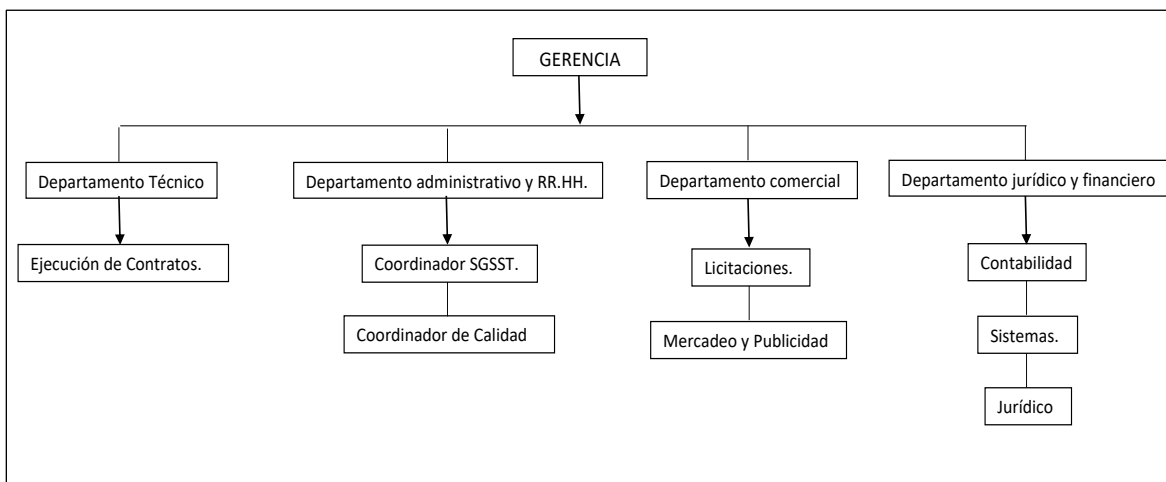 GERENCIA
Departamento Técnico
Departamento administrativo y RR.HH.
Departamento comercial
Departamento jurídico y financiero
Ejecución de Contratos.
Coordinador SGSST.
Licitaciones.
Contabilidad
Coordinador de Calidad
Mercadeo y Publicidad
Sistemas.
Jurídico